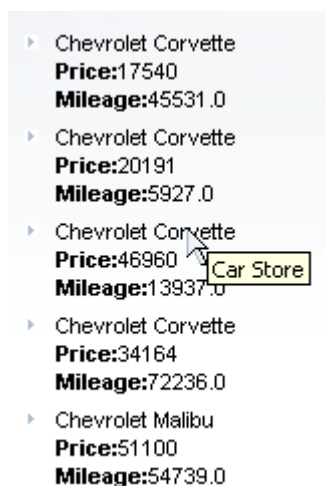 Chevrolet Corvette
Price:17540
Mileage:45531.0
Chevrolet Corvette
Price:20191
Mileage:5927.0
Chevrolet Corvette
Price:46960
Car Store
Mileage:13937.0
Chevrolet Corvette
Price:34164
Mileage:72236.0
Chevrolet Malibu
Price:51100
Mileage:54739.0